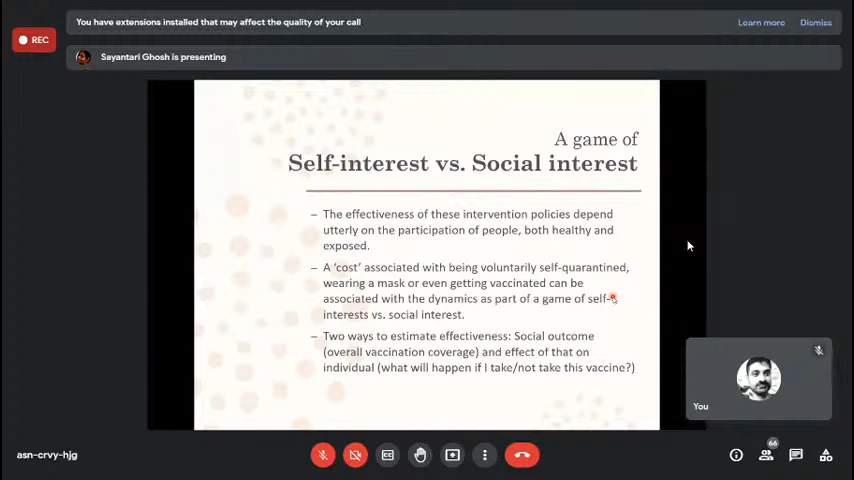 You have extensions installed that may affect the quality of your call
Learn more
Dismiss
REC
Sayantari Ghosh is presenting
A game of
Self-interest vs. Social interest
– The effectiveness of these intervention policies depend
utterly on the participation of people, both healthy and
exposed.
– A ‘cost’ associated with being voluntarily self-quarantined,
wearing a mask or even getting vaccinated can be
associated with the dynamics as part of a game of self-
interests vs. social interest.
– Two ways to estimate effectiveness: Social outcome
(overall vaccination coverage) and effect of that on
individual (what will happen if I take/not take this vaccine?)
You
asn-crvy-hjg
66